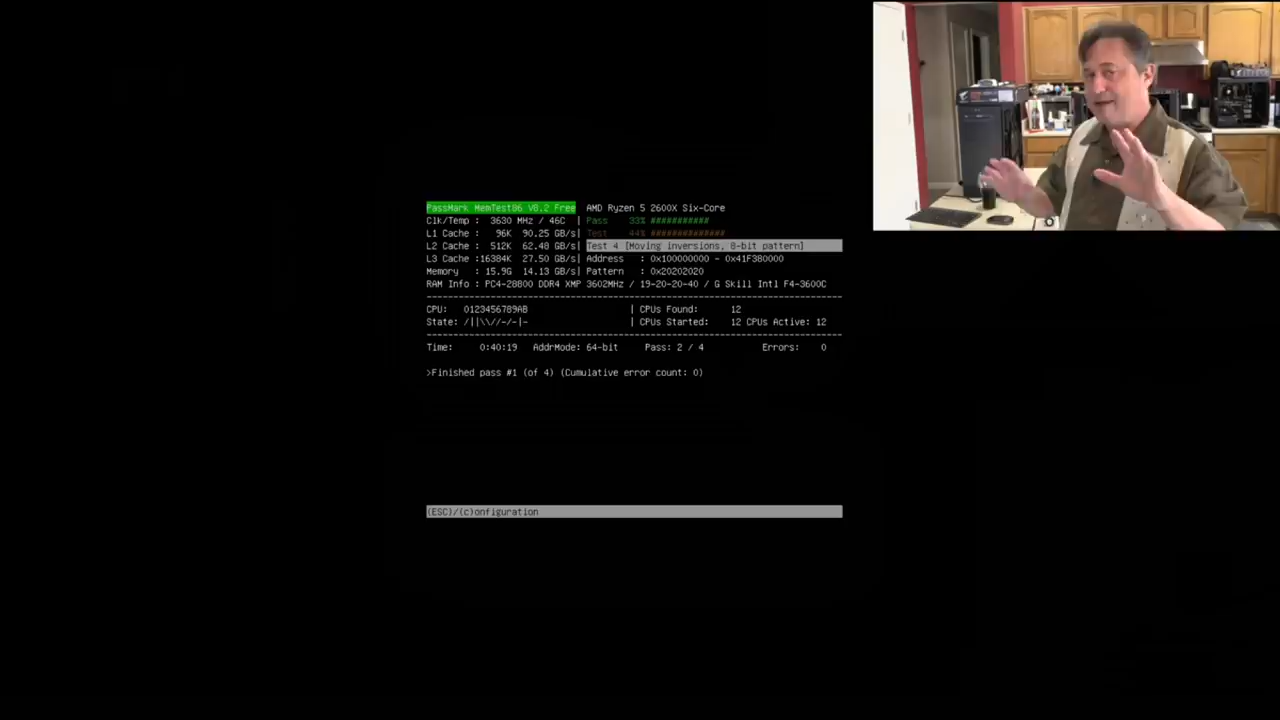 PassMark MemTest86 V8.2 Free AMD Ryzen 5 2600X Six-Core
Clk/Temp : 3630 MHz / 46C | Pass 33% ###########
L1 Cache : 96K 90.25 GB/s| Test 44% ##############
L2 Cache : 512K 62.48 GB/s| Test 4 [Moving inversions, 8-bit pattern]
L3 Cache :16384K 27.50 GB/s| Address : 0x100000000 - 0x41F380000
Memory : 15.9G 14.13 GB/s| Pattern : 0x20202020
RAM Info : PC4-28800 DDR4 XMP 3602MHz / 19-20-20-40 / G Skill Intl F4-3600C
CPU: 0123456789AB | CPUs Found: 12
State: /||\\//-/-|- | CPUs Started: 12 CPUs Active: 12
Time: 0:40:19 AddrMode: 64-bit Pass: 2 / 4 Errors: 0
>Finished pass #1 (of 4) (Cumulative error count: 0)
(ESC)/(c)onfiguration